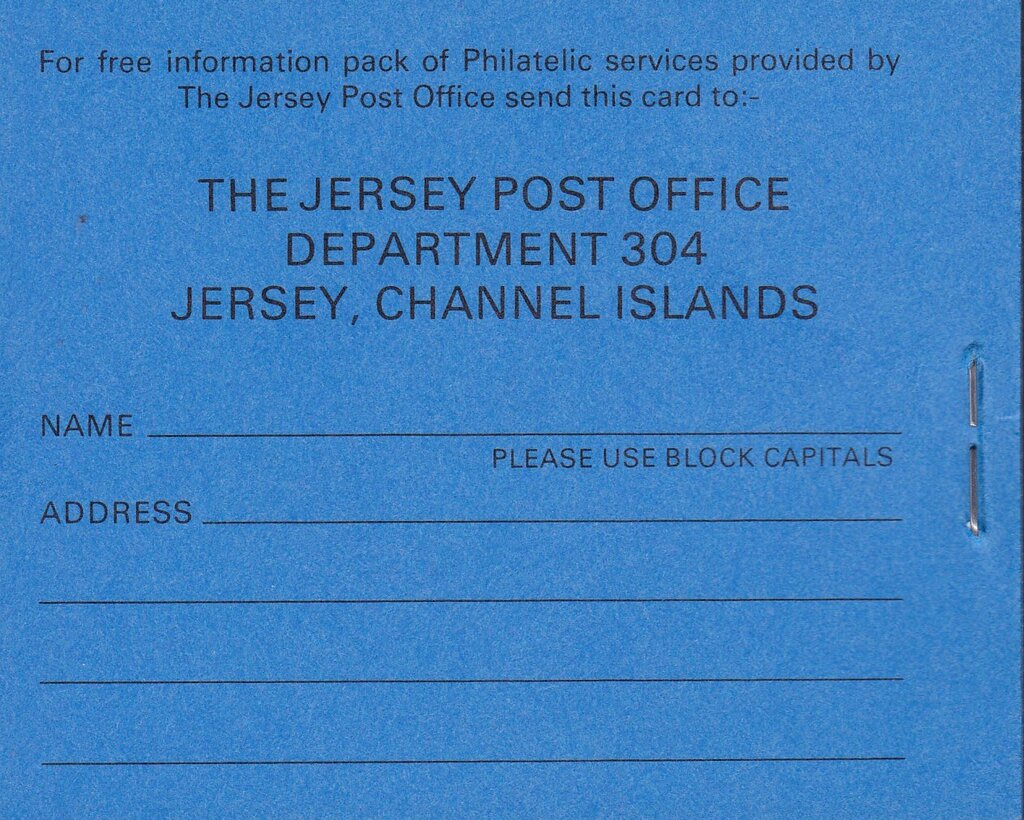 For free information pack of Philatelic services provided by
The Jersey Post Office send this card to:-
THE JERSEY POST OFFICE
DEPARTMENT 304
JERSEY, CHANNEL ISLANDS
NAME
PLEASE USE BLOCK CAPITALS
ADDRESS